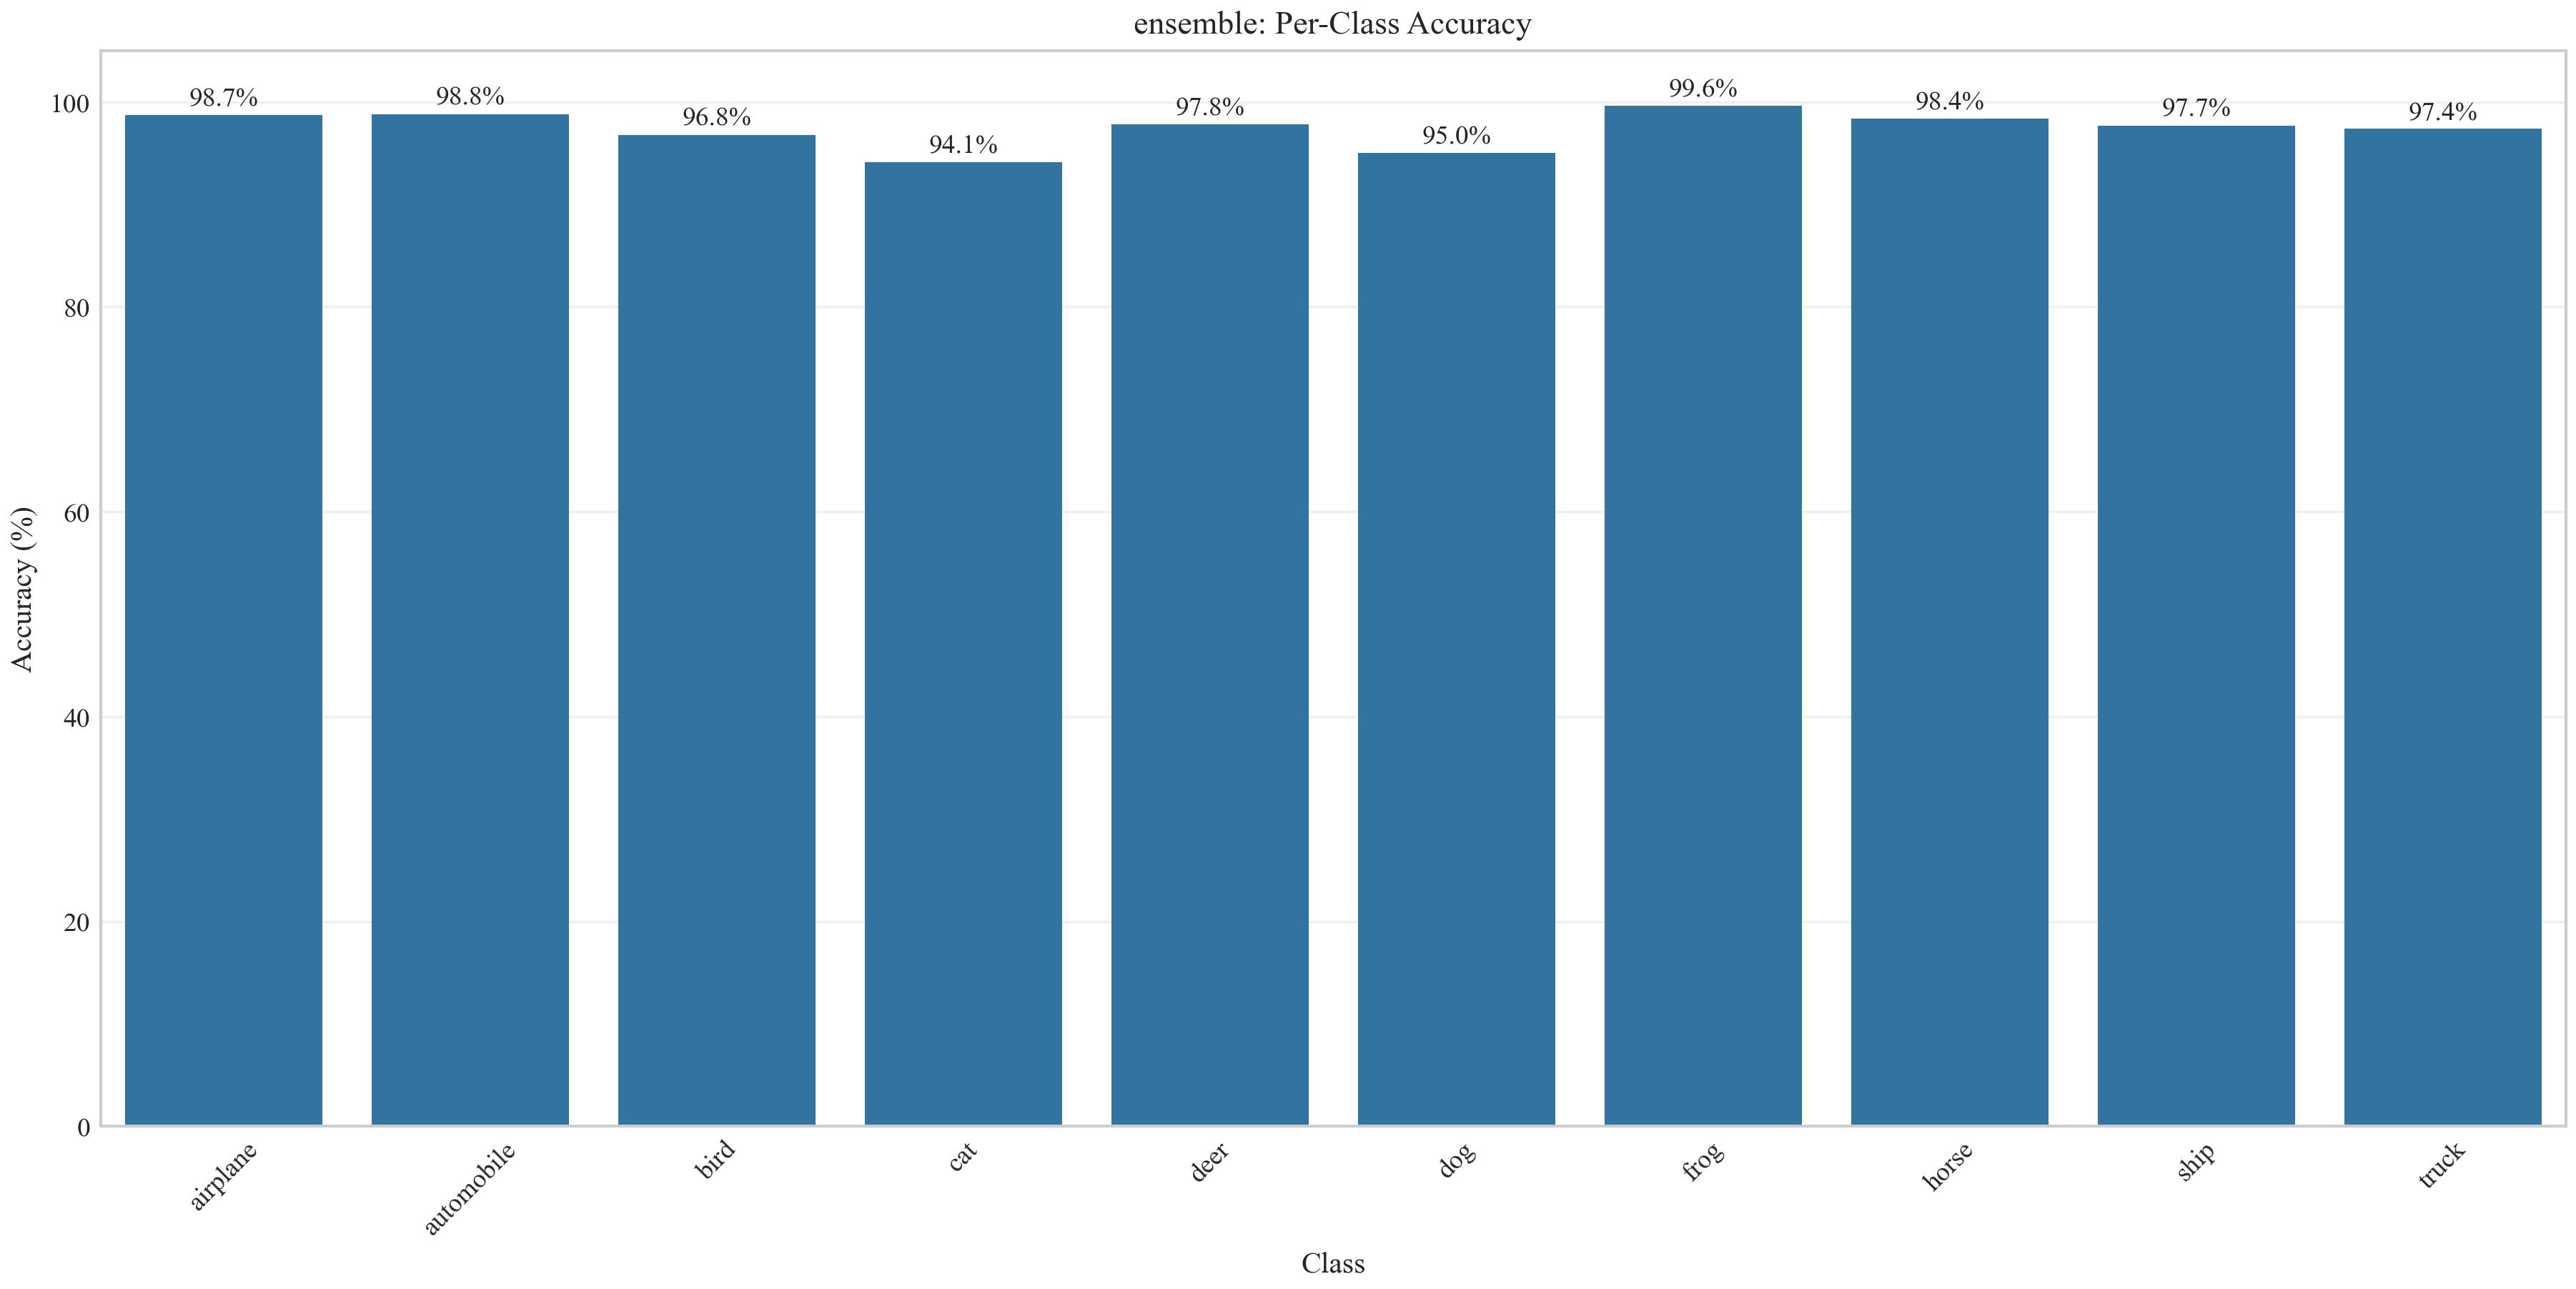 ensemble: Per-Class Accuracy
Accuracy (%)
100
80
60
40
20
0
98.7%
98.8%
96.8%
94.1%
97.8%
95.0%
99.6%
98.4%
97.7%
97.4%
airplane
automobile
bird
cat
deer
dog
frog
horse
ship
truck
Class